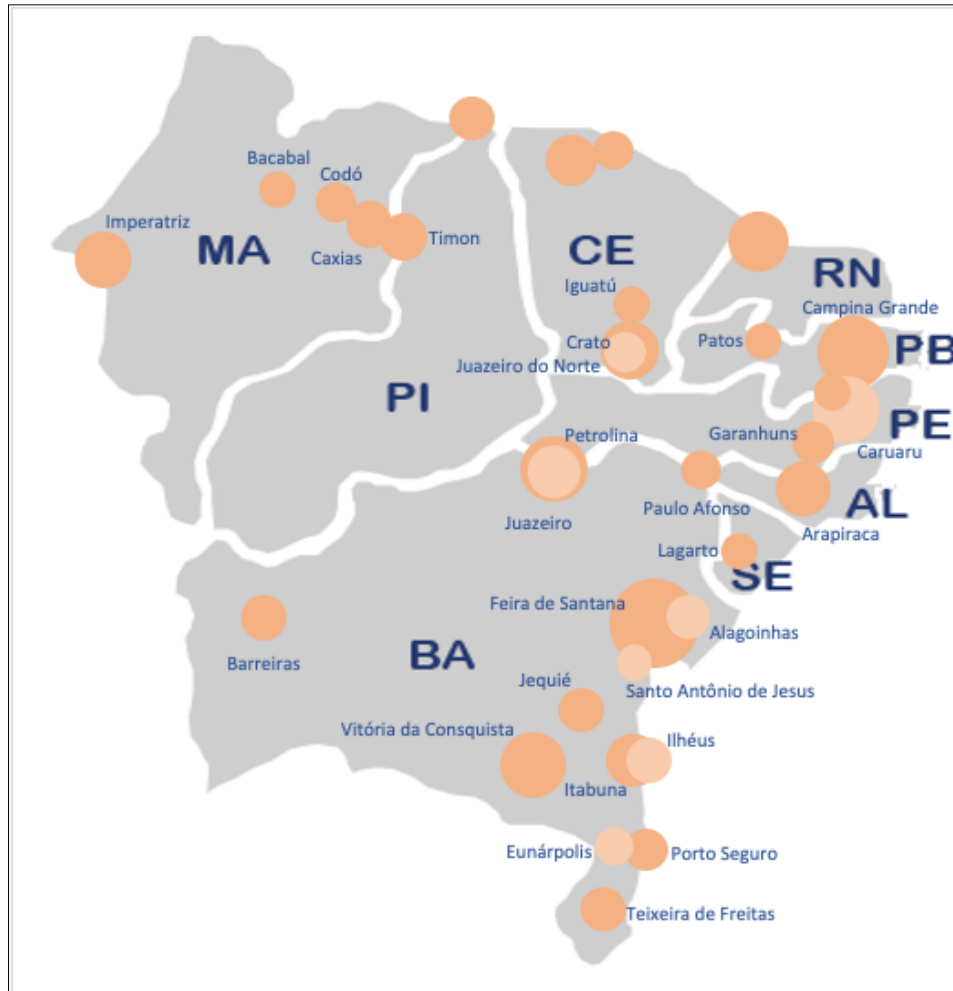 Bacabal
Codó
Imperatriz
MA
Caxias
Timon
CE
Iguatú
RN
Campina Grande
Crato
Juazeiro do Norte
Patos
PB
PI
Petrolina
Garanhuns
PE
Caruaru
Juazeiro
Paulo Afonso
AL
Arapiraca
Lagarto
SE
Feira de Santana
Alagoinhas
Barreiras
BA
Jequié
Santo Antônio de Jesus
Vitória da Consquista
Ilhéus
Itabuna
Eunárpolis
Porto Seguro
Teixeira de Freitas